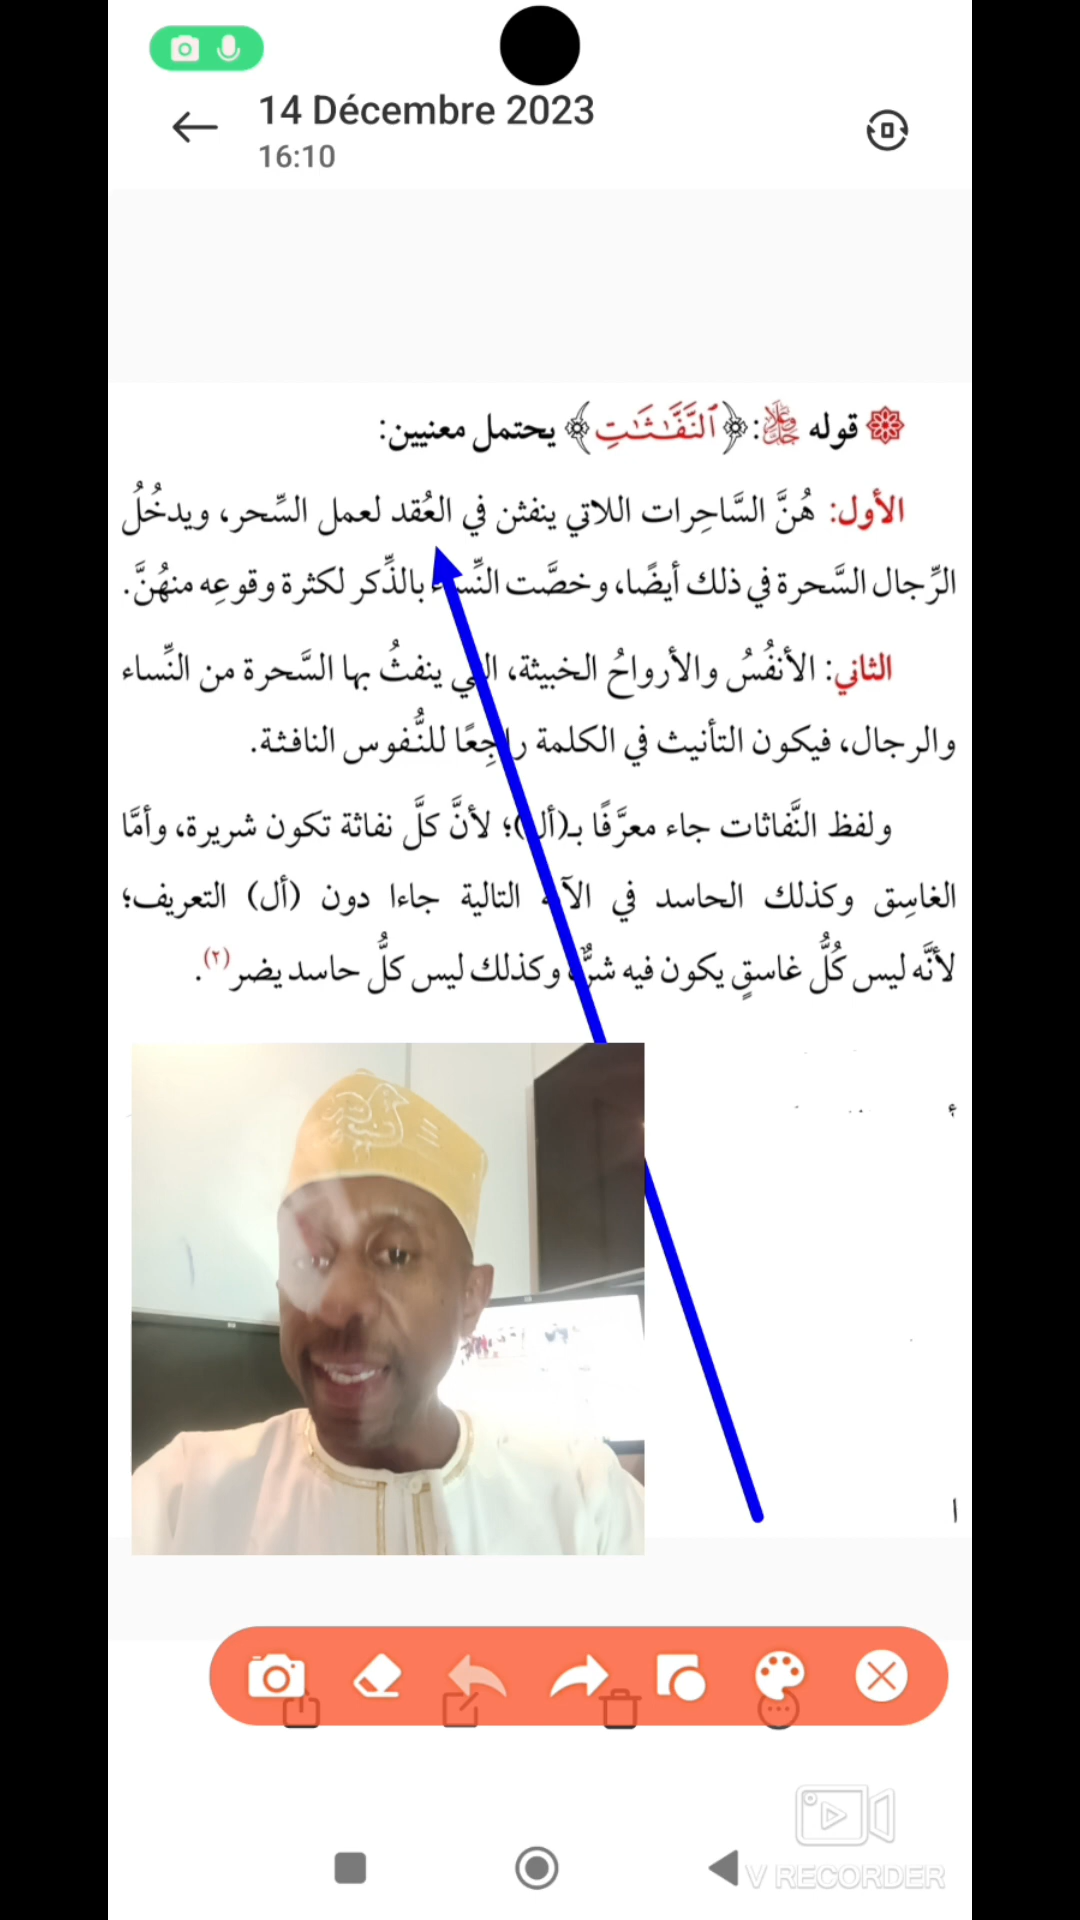 14 Décembre 2023
16:10
قوله جل وعلا: ﴿ٱلنَّفَّـٰثَـٰتِ﴾ يحتمل معنيين:
الأول: هُنَّ السَّاحِرات اللاتي ينفثن في العُقد لعمل السِّحر، ويدخُلُ
الرِّجال السَّحرة في ذلك أيضًا، وخصَّت النِّساء بالذِّكر لكثرة وقوعِه منهُنَّ.
الثاني: الأنفُسُ والأرواحُ الخبيثة، التي ينفثُ بها السَّحرة من النِّساء
والرجال، فيكون التأنيث في الكلمة راجِعًا للنُّفوس النافثة.
ولفظ النَّفاثات جاء معرَّفًا بـ(أل)؛ لأنَّ كلَّ نفاثة تكون شريرة، وأمَّا
الغاسِق وكذلك الحاسد في الآية التالية جاءا دون (أل) التعريف؛
لأنَّه ليس كُلُّ غاسقٍ يكون فيه شرٌّ، وكذلك ليس كلُّ حاسد يضر(٢).
V RECORDER